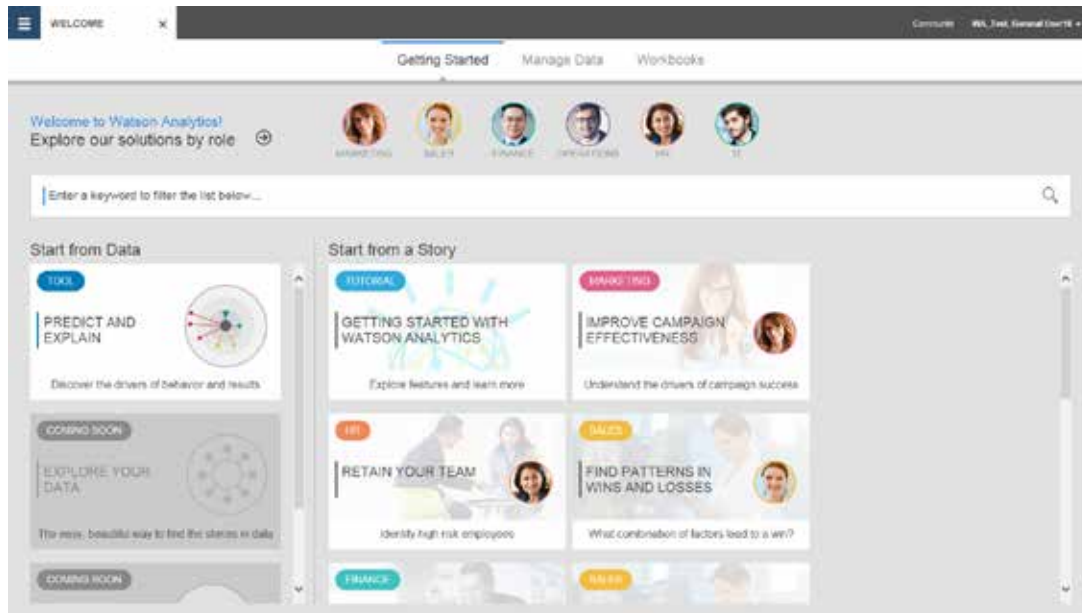 WELCOME
Community
Getting Started
Manage Data
Workbooks
Welcome to Watson Analytics!
Explore our solutions by role
MARKETING
SALES
FINANCE
OPERATIONS
HR
IT
Enter a keyword to filter the list below...
Start from Data
Start from a Story
TOOL
PREDICT AND
EXPLAIN
Discover the drivers of behavior and results
TUTORIAL
GETTING STARTED WITH
WATSON ANALYTICS
Explore features and learn more
MARKETING
IMPROVE CAMPAIGN
EFFECTIVENESS
Understand the drivers of campaign success
COMING SOON
EXPLORE YOUR
DATA
The easy, beautiful way to find the stories in data
HR
RETAIN YOUR TEAM
Identify high risk employees
SALES
FIND PATTERNS IN
WINS AND LOSSES
What combination of factors lead to a win?
COMING SOON
FINANCE
SALES